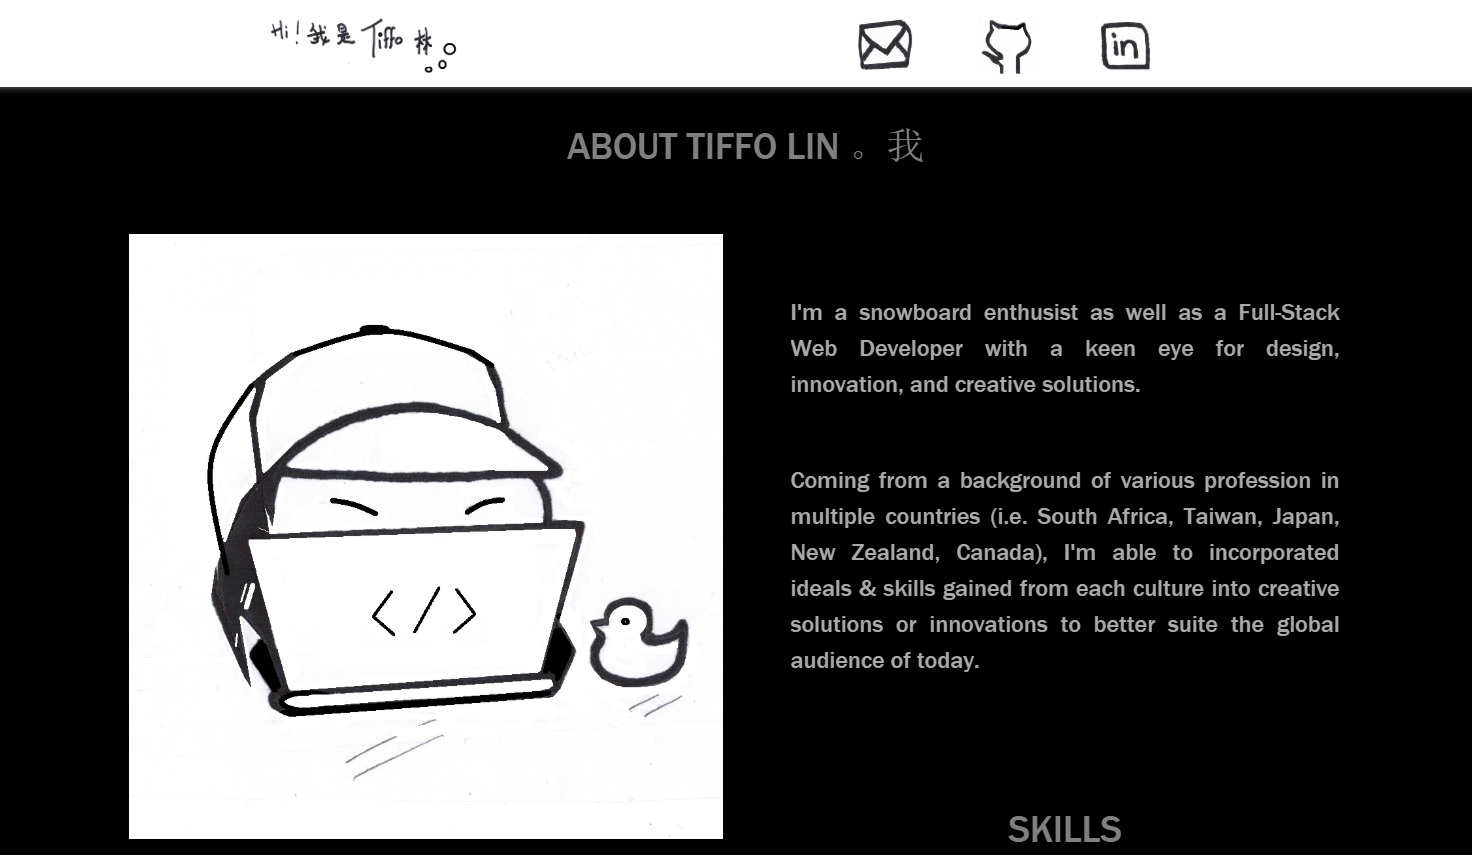 Hi! 我是 Tiffo 林
in
ABOUT TIFFO LIN 。我
I'm a snowboard enthusist as well as a Full-Stack
Web Developer with a keen eye for design,
innovation, and creative solutions.
Coming from a background of various profession in
multiple countries (i.e. South Africa, Taiwan, Japan,
New Zealand, Canada), I'm able to incorporated
ideals & skills gained from each culture into creative
solutions or innovations to better suite the global
audience of today.
</>
SKILLS